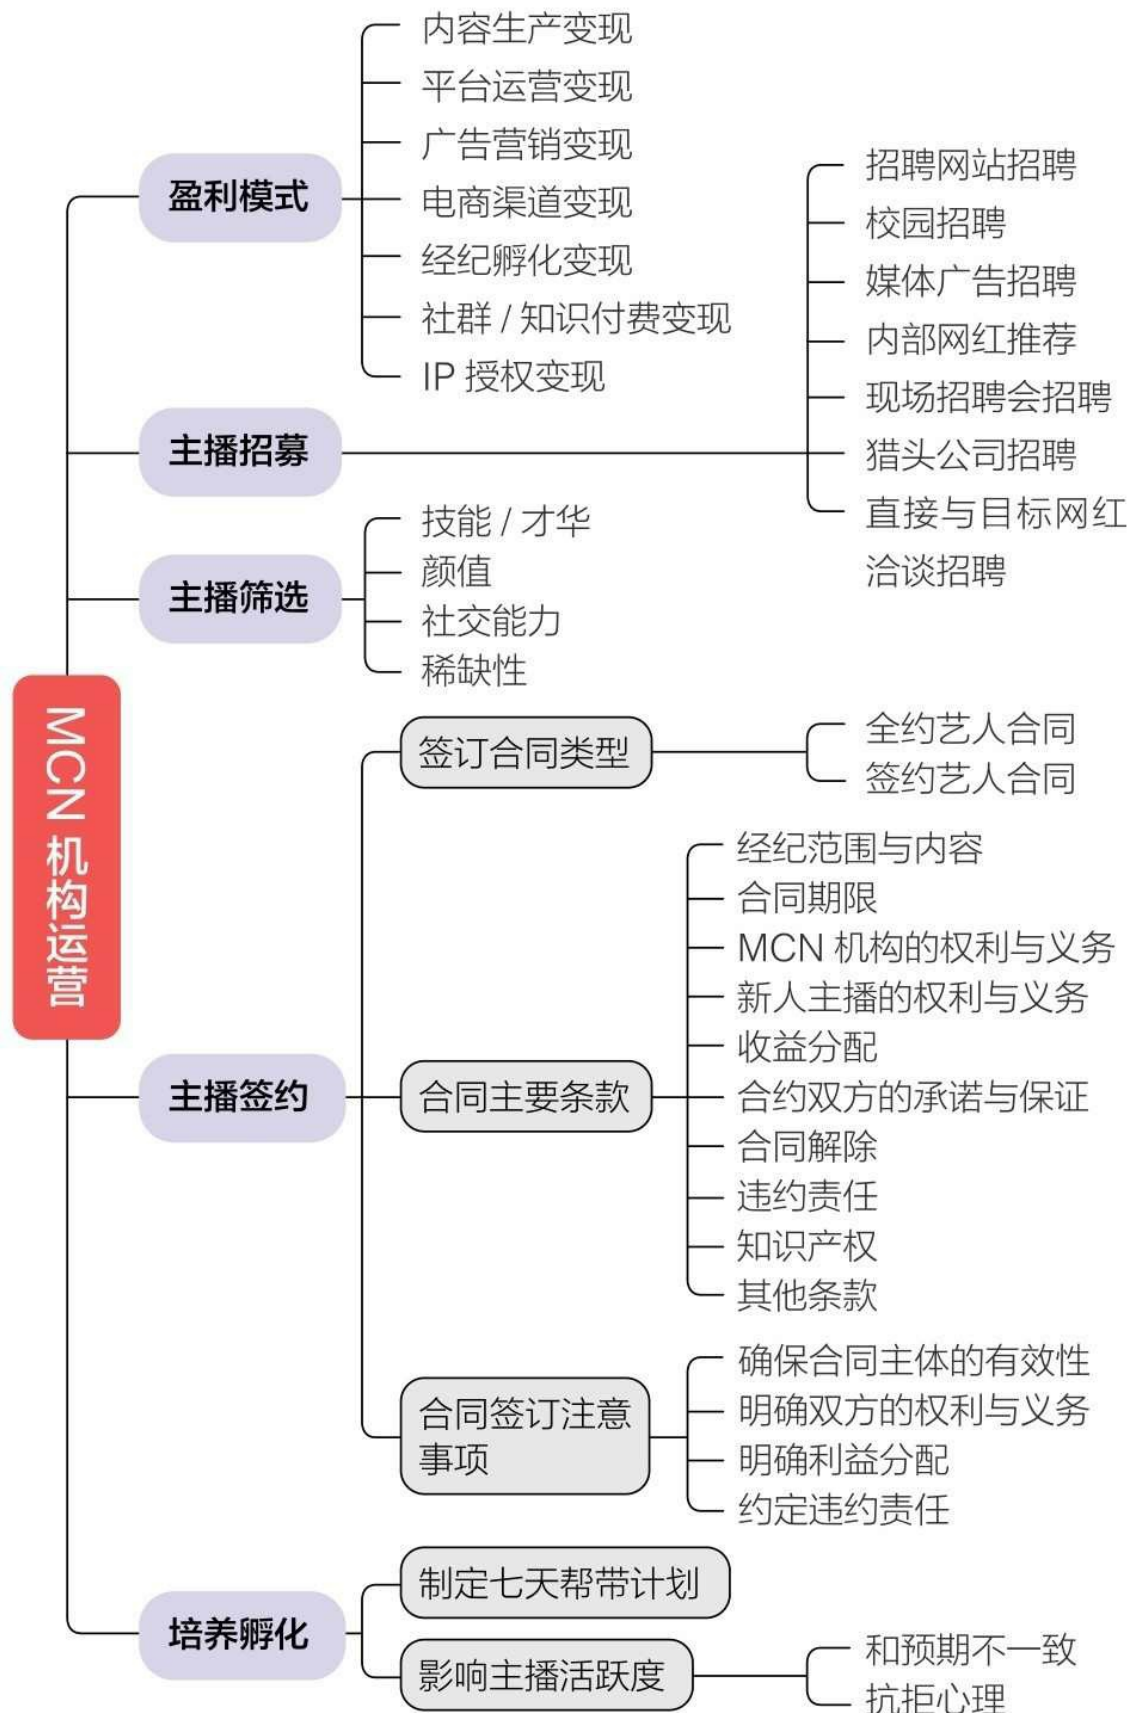 MCN 机构运营
盈利模式
内容生产变现
平台运营变现
广告营销变现
电商渠道变现
经纪孵化变现
社群 / 知识付费变现
IP 授权变现
主播招募
招聘网站招聘
校园招聘
媒体广告招聘
内部网红推荐
现场招聘会招聘
猎头公司招聘
直接与目标网红
洽谈招聘
主播筛选
技能 / 才华
颜值
社交能力
稀缺性
主播签约
签订合同类型
全约艺人合同
签约艺人合同
合同主要条款
经纪范围与内容
合同期限
MCN 机构的权利与义务
新人主播的权利与义务
收益分配
合约双方的承诺与保证
合同解除
违约责任
知识产权
其他条款
合同签订注意
事项
确保合同主体的有效性
明确双方的权利与义务
明确利益分配
约定违约责任
培养孵化
制定七天帮带计划
影响主播活跃度
和预期不一致
抗拒心理